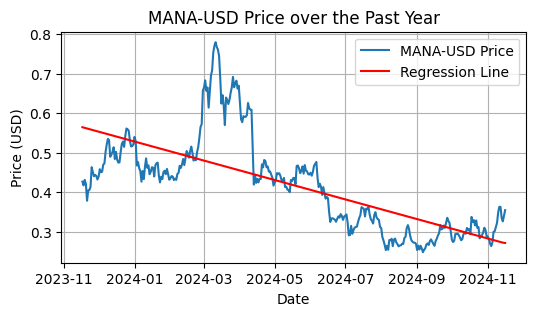 MANA-USD Price over the Past Year
MANA-USD Price
Regression Line
Price (USD)
0.8
0.7
0.6
0.5
0.4
0.3
2023-11 2024-01 2024-03 2024-05 2024-07 2024-09 2024-11
Date